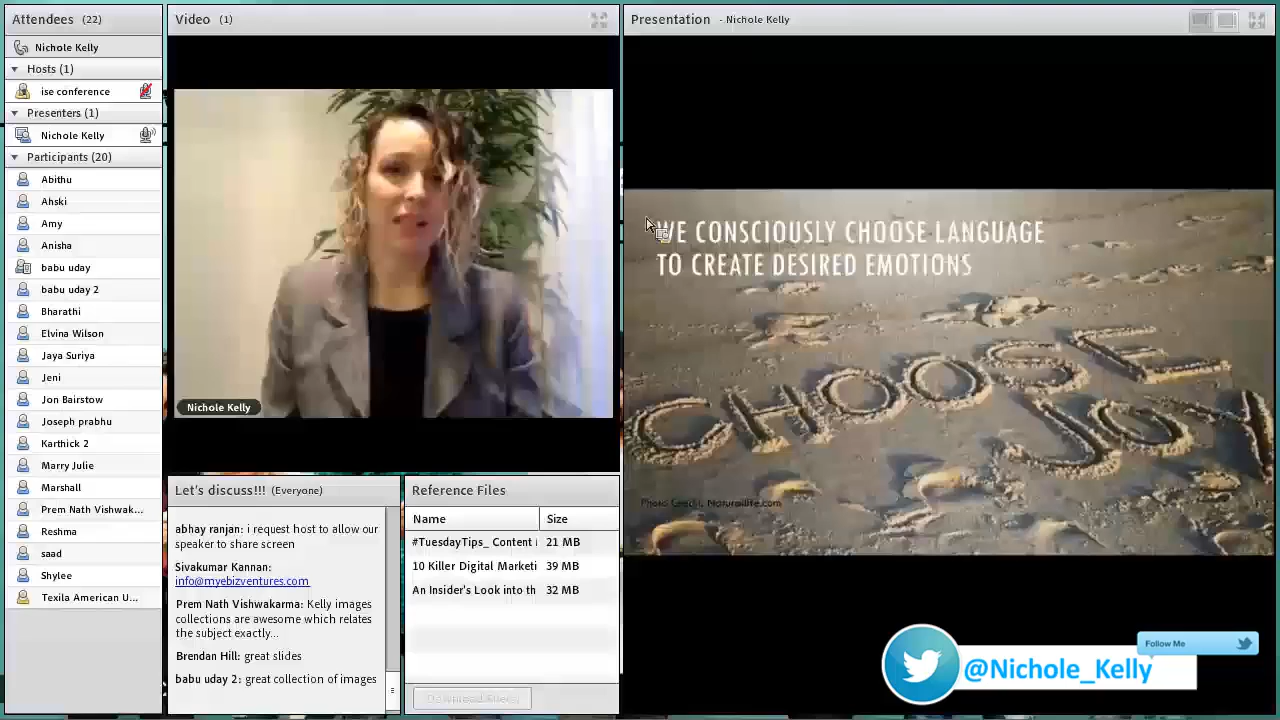 Attendees (22)
Nichole Kelly
Hosts (1)
ise conference
Presenters (1)
Nichole Kelly
Participants (20)
Abithu
Ahski
Amy
Anisha
babu uday
babu uday 2
Bharathi
Elvina Wilson
Jaya Suriya
Jeni
Jon Bairstow
Joseph prabhu
Karthick 2
Marry Julie
Marshall
Prem Nath Vishwak...
Reshma
saad
Shylee
Texila American U...
Video (1)
Nichole Kelly
Let's discuss!!! (Everyone)
abhay ranjan: i request host to allow our
speaker to share screen
Sivakumar Kannan:
info@myebizventures.com
Prem Nath Vishwakarma: Kelly images
collections are awesome which relates
the subject exactly...
Brendan Hill: great slides
babu uday 2: great collection of images
Reference Files
Name Size
#TuesdayTips_ Content 21 MB
10 Killer Digital Marketi 39 MB
An Insider's Look into th 32 MB
Download File(s)
Presentation - Nichole Kelly
WE CONSCIOUSLY CHOOSE LANGUAGE
TO CREATE DESIRED EMOTIONS
CHOOSE
JOY
Photo Credit, Naturallife.com
Follow Me
@Nichole_Kelly